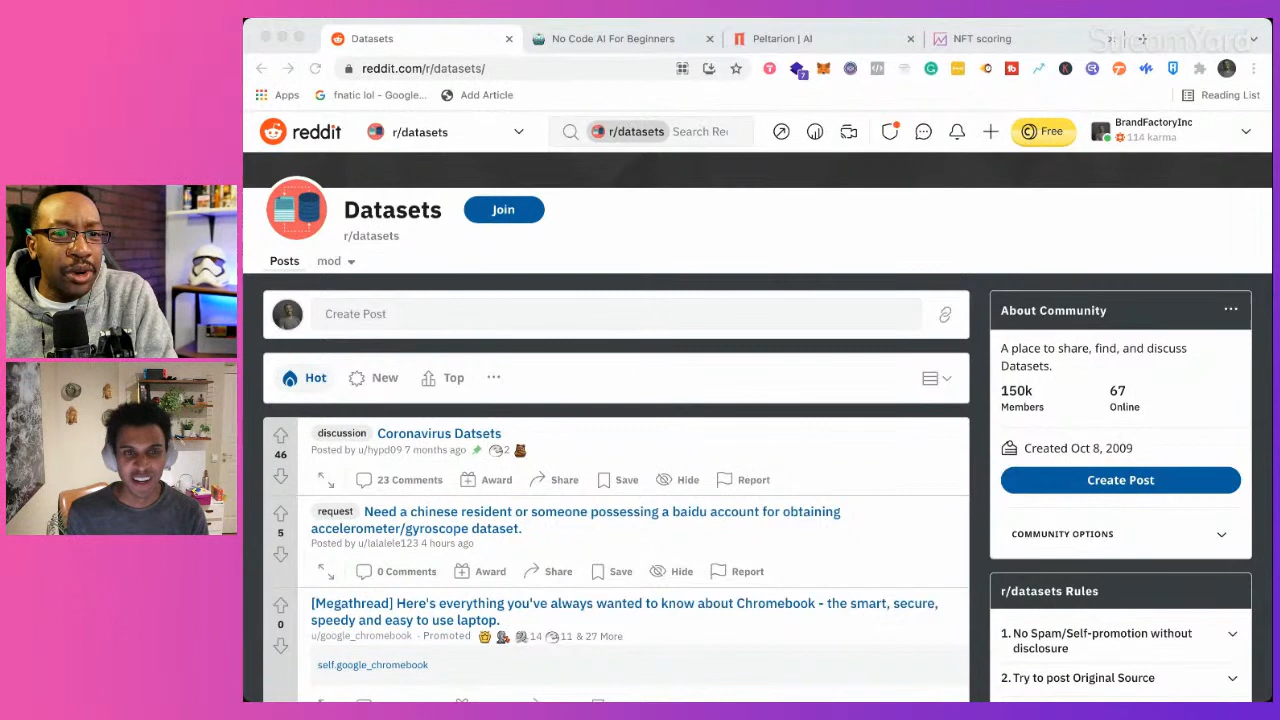 Datasets
No Code AI For Beginners
Peltarion | AI
NFT scoring
StreamYard
reddit.com/r/datasets/
7
Apps
fnatic lol - Google...
Add Article
Reading List
reddit
r/datasets
r/datasets
Search Re
Free
BrandFactoryInc
114 karma
Datasets
Join
r/datasets
Posts
mod
Create Post
Hot
New
Top
46
discussion
Coronavirus Datsets
Posted by u/hypd09 7 months ago
2
23 Comments
Award
Share
Save
Hide
Report
5
request
Need a chinese resident or someone possessing a baidu account for obtaining
accelerometer/gyroscope dataset.
Posted by u/lalalele123 4 hours ago
0 Comments
Award
Share
Save
Hide
Report
0
[Megathread] Here's everything you've always wanted to know about Chromebook - the smart, secure,
speedy and easy to use laptop.
u/google_chromebook · Promoted
14
11 & 27 More
self.google_chromebook
About Community
A place to share, find, and discuss
Datasets.
150k
67
Members
Online
Created Oct 8, 2009
Create Post
COMMUNITY OPTIONS
r/datasets Rules
1. No Spam/Self-promotion without
disclosure
2. Try to post Original Source